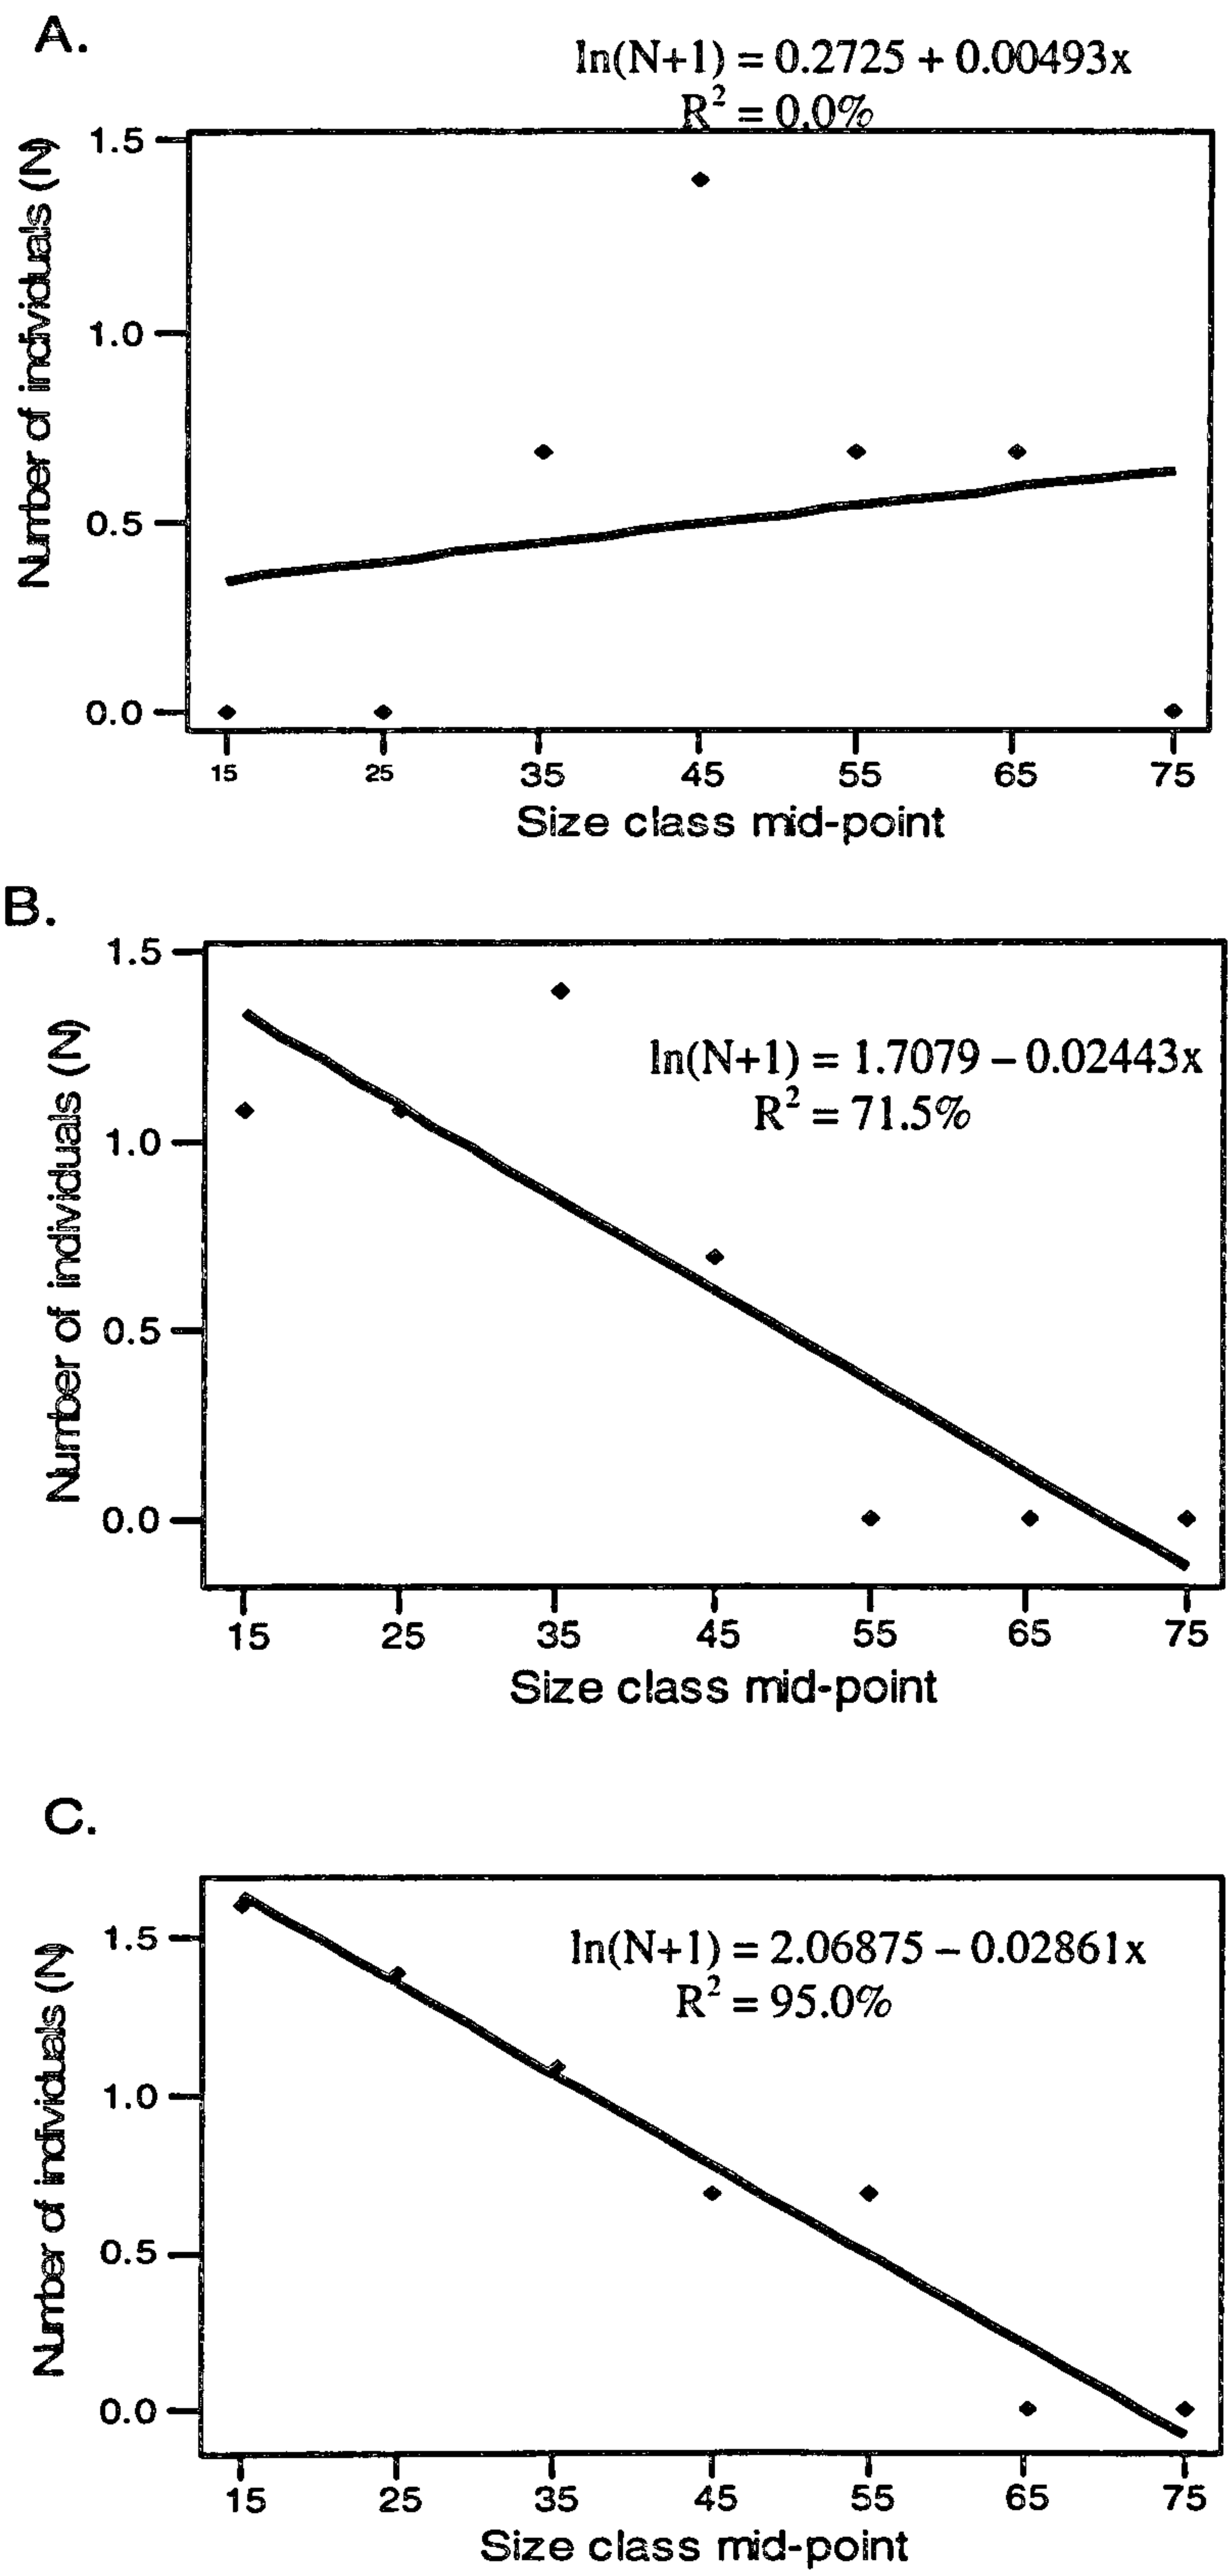 A.
ln(N+1) = 0.2725 + 0.00493x
R² = 0.0%
Number of individuals (N)
1.5
1.0
0.5
0.0
15 25 35 45 55 65 75
Size class mid-point
B.
Number of individuals (N)
1.5
1.0
0.5
0.0
ln(N+1) = 1.7079 – 0.02443x
R² = 71.5%
15 25 35 45 55 65 75
Size class mid-point
C.
Number of individuals (N)
1.5
1.0
0.5
0.0
ln(N+1) = 2.06875 – 0.02861x
R² = 95.0%
15 25 35 45 55 65 75
Size class mid-point